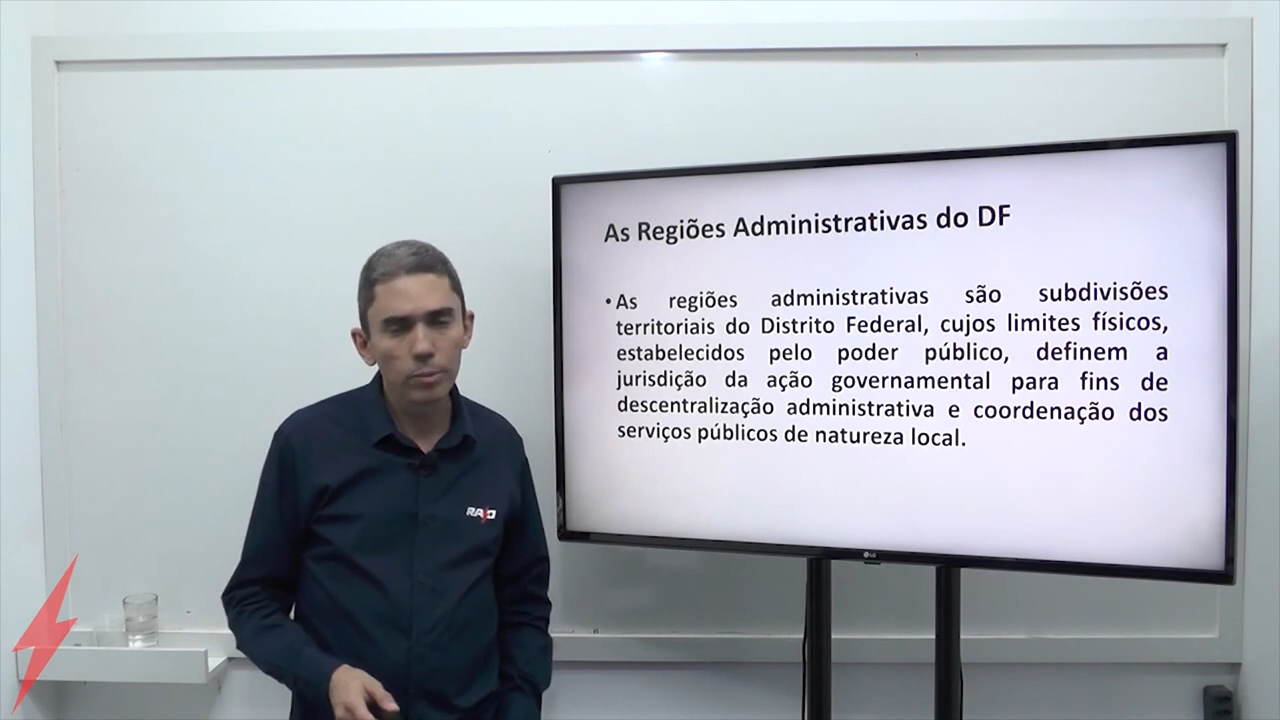 As Regiões Administrativas do DF
• As regiões administrativas são subdivisões
territoriais do Distrito Federal, cujos limites físicos,
estabelecidos pelo poder público, definem a
jurisdição da ação governamental para fins de
descentralização administrativa e coordenação dos
serviços públicos de natureza local.
RAIO
LG